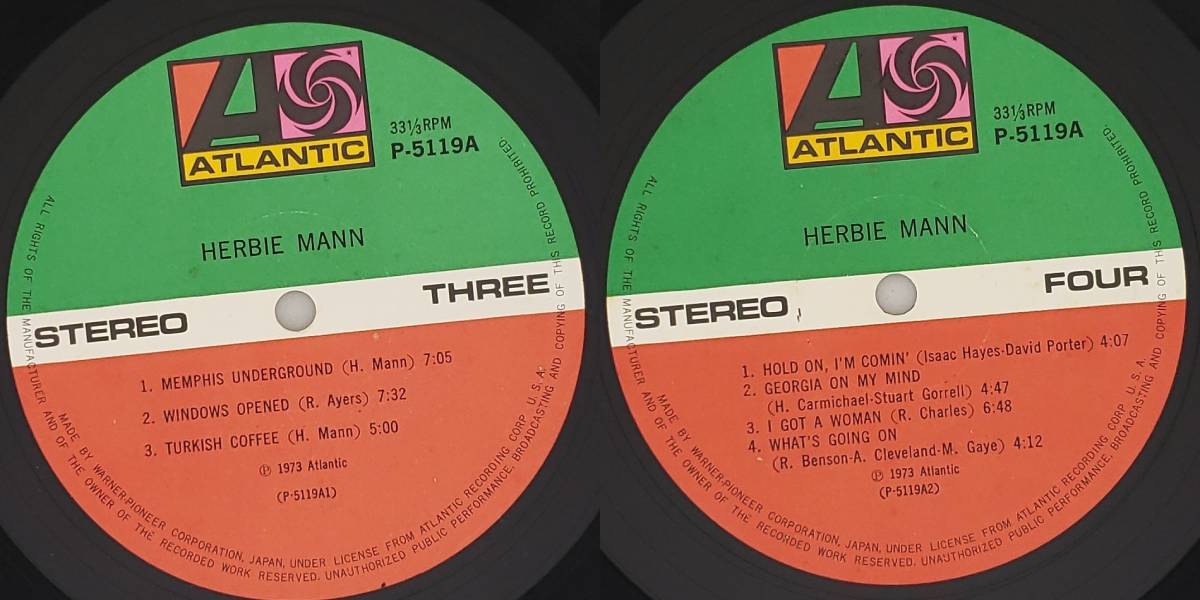 ATLANTIC
33⅓RPM
P-5119A
HERBIE MANN
STEREO
THREE
1. MEMPHIS UNDERGROUND (H. Mann) 7:05
2. WINDOWS OPENED (R. Ayers) 7:32
3. TURKISH COFFEE (H. Mann) 5:00
℗ 1973 Atlantic
(P-5119A1)
MADE BY WARNER-PIONEER CORPORATION, JAPAN, UNDER LICENSE FROM ATLANTIC RECORDING CORP. U.S.A.
ALL RIGHTS OF THE MANUFACTURER AND OF THE OWNER OF THE RECORDED WORK RESERVED. UNAUTHORIZED PUBLIC PERFORMANCE, BROADCASTING AND COPYING OF THIS RECORD PROHIBITED.
ATLANTIC
33⅓RPM
P-5119A
HERBIE MANN
STEREO
FOUR
1. HOLD ON, I'M COMIN' (Isaac Hayes-David Porter) 4:07
2. GEORGIA ON MY MIND
(H. Carmichael-Stuart Gorrell) 4:47
3. I GOT A WOMAN (R. Charles) 6:48
4. WHAT'S GOING ON
(R. Benson-A. Cleveland-M. Gaye) 4:12
℗ 1973 Atlantic
(P-5119A2)
MADE BY WARNER-PIONEER CORPORATION, JAPAN, UNDER LICENSE FROM ATLANTIC RECORDING CORP. U.S.A.
ALL RIGHTS OF THE MANUFACTURER AND OF THE OWNER OF THE RECORDED WORK RESERVED. UNAUTHORIZED PUBLIC PERFORMANCE, BROADCASTING AND COPYING OF THIS RECORD PROHIBITED.